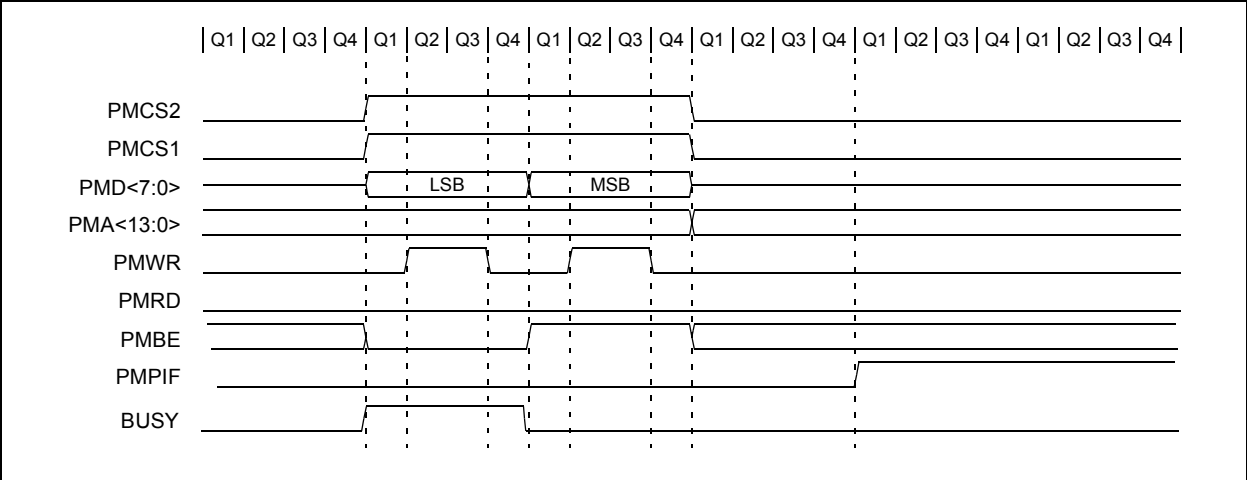 Q1 Q2 Q3 Q4 Q1 Q2 Q3 Q4 Q1 Q2 Q3 Q4 Q1 Q2 Q3 Q4 Q1 Q2 Q3 Q4 Q1 Q2 Q3 Q4
PMCS2
PMCS1
PMD<7:0> LSB MSB
PMA<13:0>
PMWR
PMRD
PMBE
PMPIF
BUSY